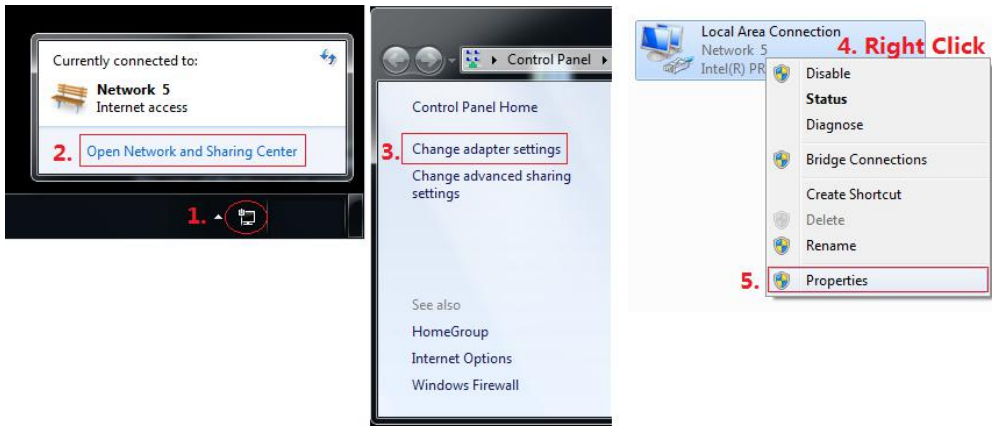 Currently connected to:
Network 5
Internet access
2. Open Network and Sharing Center
1.
Control Panel
Control Panel Home
3. Change adapter settings
Change advanced sharing
settings
See also
HomeGroup
Internet Options
Windows Firewall
Local Area Connection
Network 5
4. Right Click
Intel(R) PR
Disable
Status
Diagnose
Bridge Connections
Create Shortcut
Delete
Rename
5. Properties